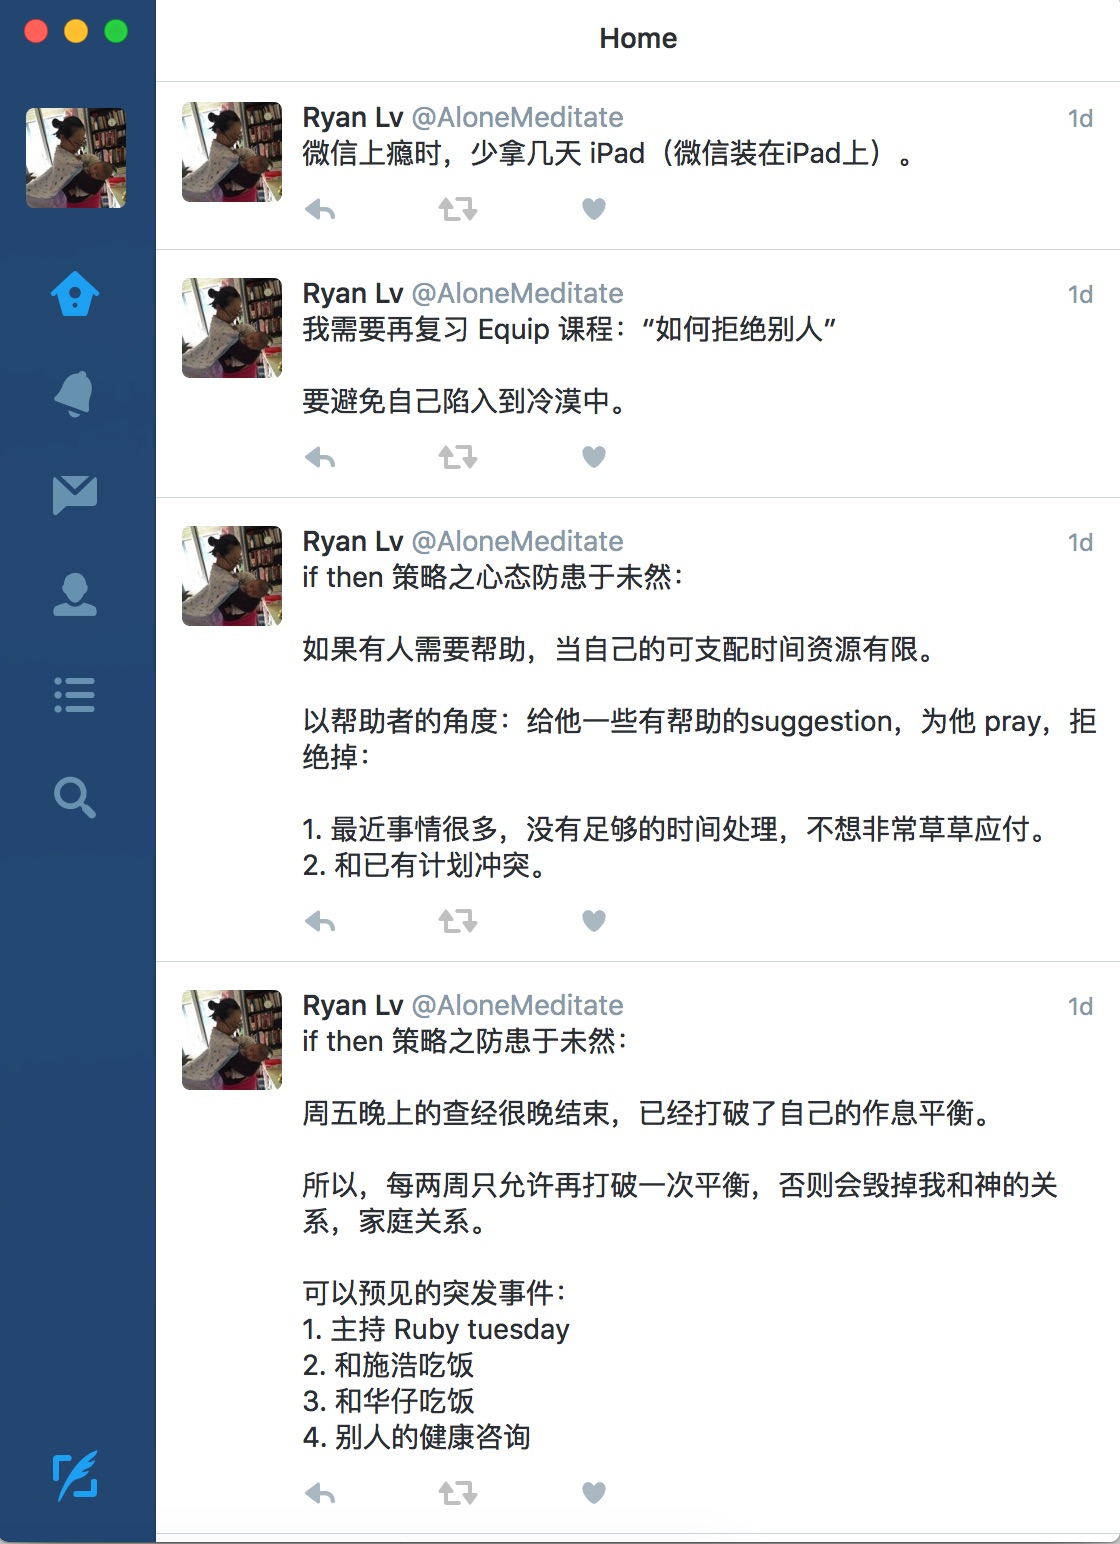 Home
Ryan Lv @AloneMeditate 1d
微信上瘾时，少拿几天 iPad（微信装在iPad上）。
Ryan Lv @AloneMeditate 1d
我需要再复习 Equip 课程：“如何拒绝别人”
要避免自己陷入到冷漠中。
Ryan Lv @AloneMeditate 1d
if then 策略之心态防患于未然：
如果有人需要帮助，当自己的可支配时间资源有限。
以帮助者的角度：给他一些有帮助的suggestion，为他 pray，拒
绝掉：
1. 最近事情很多，没有足够的时间处理，不想非常草草应付。
2. 和已有计划冲突。
Ryan Lv @AloneMeditate 1d
if then 策略之防患于未然：
周五晚上的查经很晚结束，已经打破了自己的作息平衡。
所以，每两周只允许再打破一次平衡，否则会毁掉我和神的关
系，家庭关系。
可以预见的突发事件：
1. 主持 Ruby tuesday
2. 和施浩吃饭
3. 和华仔吃饭
4. 别人的健康咨询